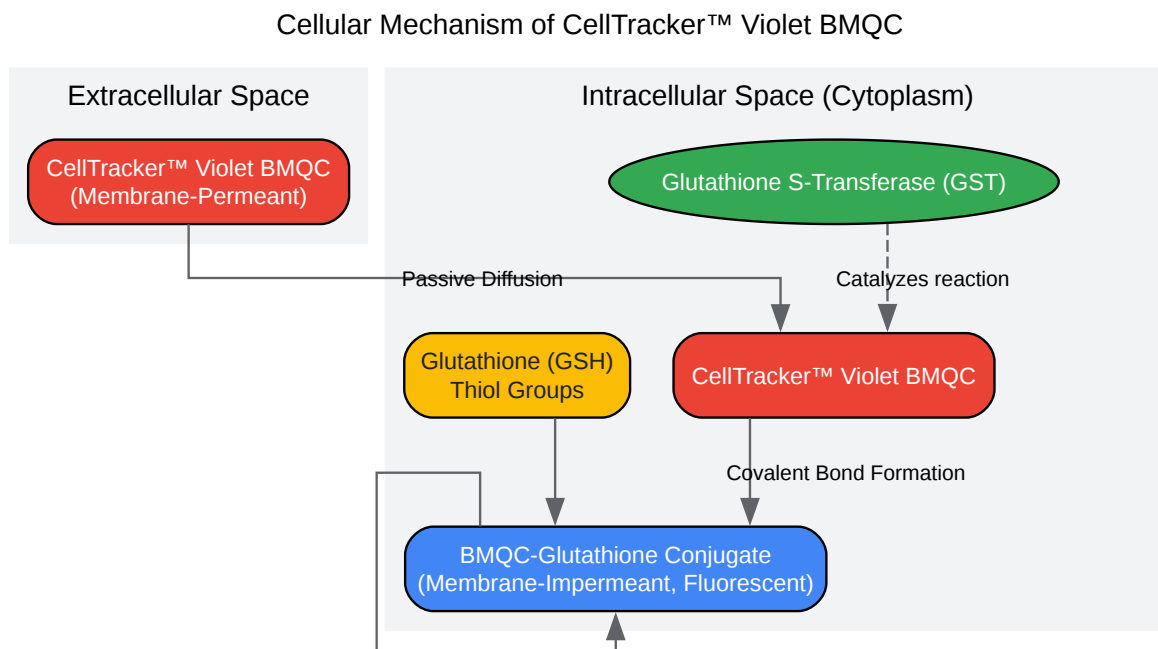 Cellular Mechanism of CellTracker™ Violet BMQC
Extracellular Space
Intracellular Space (Cytoplasm)
CellTracker™ Violet BMQC
(Membrane-Permeant)
Glutathione S-Transferase (GST)
Passive Diffusion
Catalyzes reaction
Glutathione (GSH)
Thiol Groups
CellTracker™ Violet BMQC
Covalent Bond Formation
BMQC-Glutathione Conjugate
(Membrane-Impermeant, Fluorescent)